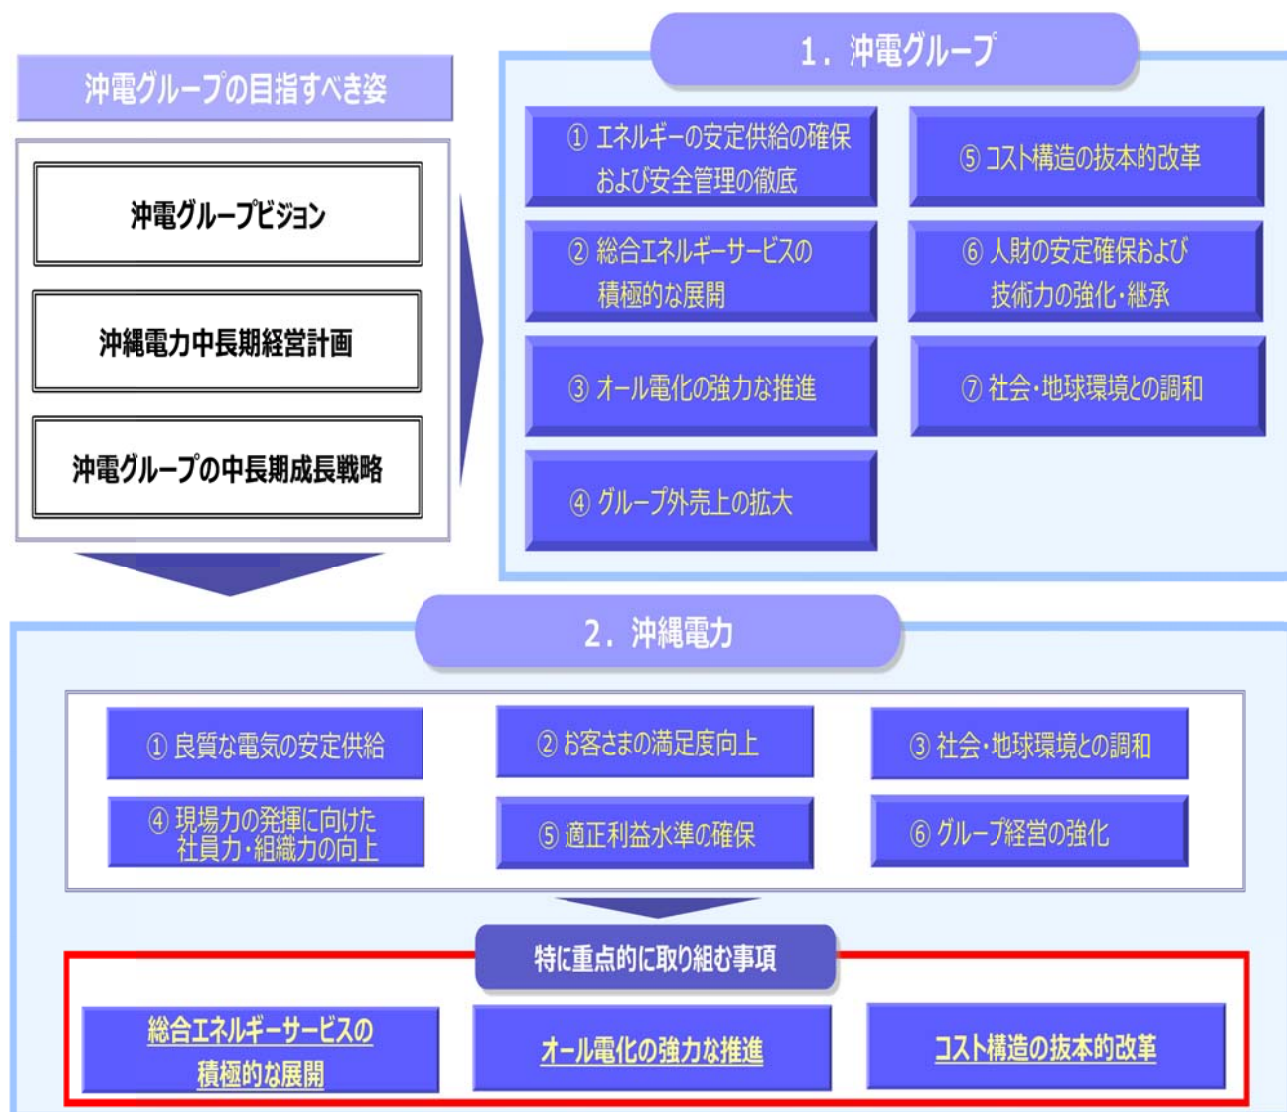 沖電グループの目指すべき姿
沖電グループビジョン
沖縄電力中長期経営計画
沖電グループの中長期成長戦略
1. 沖電グループ
① エネルギーの安定供給の確保
および安全管理の徹底
② 総合エネルギーサービスの
積極的な展開
③ オール電化の強力な推進
④ グループ外売上の拡大
⑤ コスト構造の抜本的改革
⑥ 人財の安定確保および
技術力の強化・継承
⑦ 社会・地球環境との調和
2. 沖縄電力
① 良質な電気の安定供給
② お客さまの満足度向上
③ 社会・地球環境との調和
④ 現場力の発揮に向けた
社員力・組織力の向上
⑤ 適正利益水準の確保
⑥ グループ経営の強化
特に重点的に取り組む事項
総合エネルギーサービスの
積極的な展開
オール電化の強力な推進
コスト構造の抜本的改革